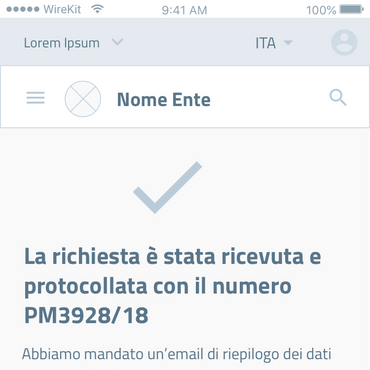 WireKit 9:41 AM 100%
Lorem Ipsum ITA
Nome Ente
La richiesta è stata ricevuta e
protocollata con il numero
PM3928/18
Abbiamo mandato un’email di riepilogo dei dati